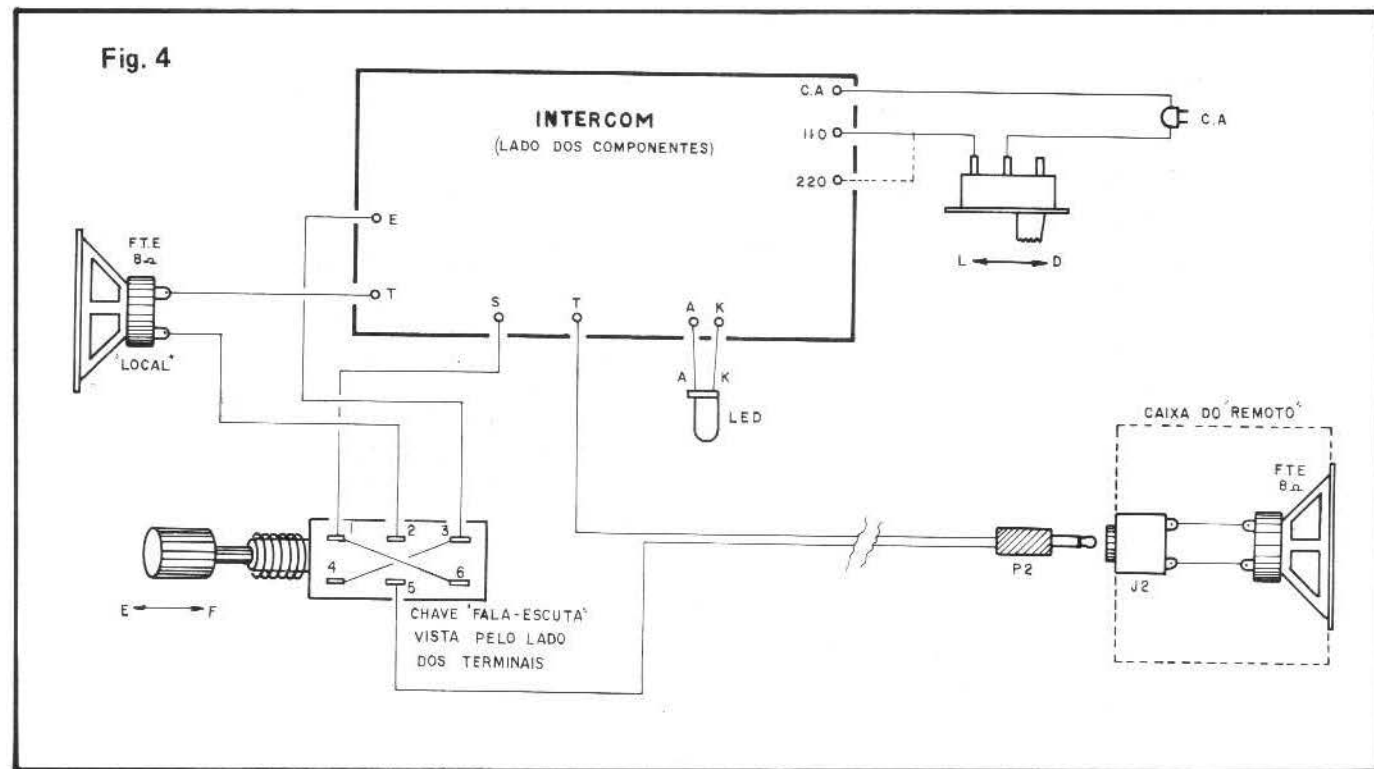 Fig. 4
INTERCOM
(LADO DOS COMPONENTES)
C.A
110
220
C.A
L D
E
T
F.T.E
8Ω
"LOCAL"
S
T
A
K
A
K
LED
1
2
3
4
5
6
E F
CHAVE "FALA-ESCUTA"
VISTA PELO LADO
DOS TERMINAIS
P2
CAIXA DO "REMOTO"
J2
FTE
8Ω